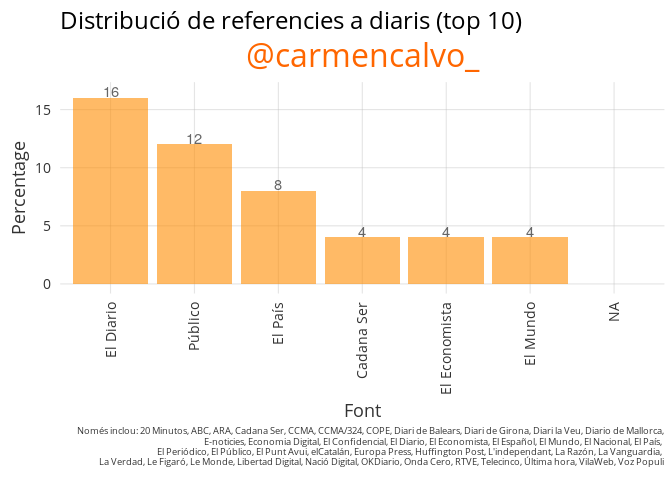 Distribució de referencies a diaris (top 10)
@carmencalvo_
Percentage
15
10
5
0
16
12
8
4
4
4
El Diario
Público
El País
Cadana Ser
El Economista
El Mundo
NA
Font
Només inclou: 20 Minutos, ABC, ARA, Cadana Ser, CCMA, CCMA/324, COPE, Diari de Balears, Diari de Girona, Diari la Veu, Diario de Mallorca,
E-noticies, Economia Digital, El Confidencial, El Diario, El Economista, El Español, El Mundo, El Nacional, El País,
El Periódico, El Público, El Punt Avui, elCatalán, Europa Press, Huffington Post, L'independant, La Razón, La Vanguardia,
La Verdad, Le Figaró, Le Monde, Libertad Digital, Nació Digital, OKDiario, Onda Cero, RTVE, Telecinco, Última hora, VilaWeb, Voz Populi